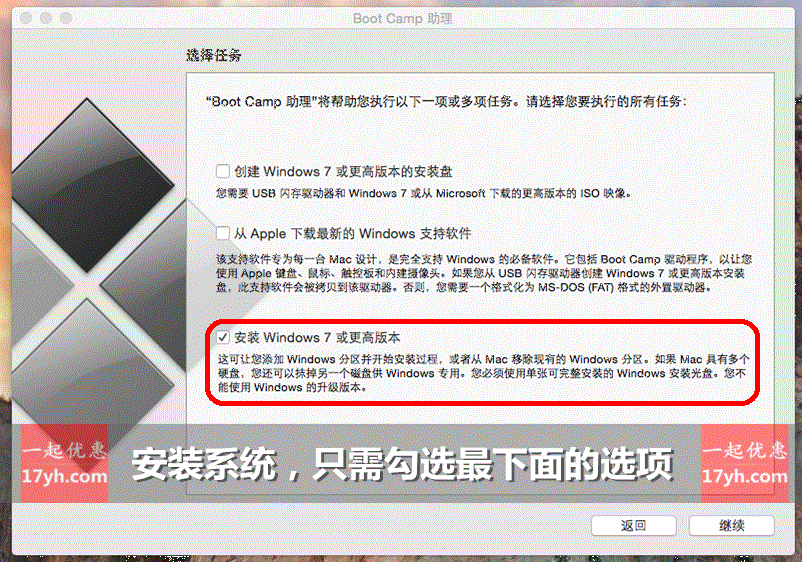 Boot Camp 助理
选择任务
“Boot Camp 助理”将帮助您执行以下一项或多项任务。请选择您要执行的所有任务：
创建 Windows 7 或更高版本的安装盘
您需要 USB 闪存驱动器和 Windows 7 或从 Microsoft 下载的更高版本的 ISO 映像。
从 Apple 下载最新的 Windows 支持软件
该支持软件专为每一台 Mac 设计，是完全支持 Windows 的必备软件。它包括 Boot Camp 驱动程序，以让您
使用 Apple 键盘、鼠标、触控板和内建摄像头。如果您从 USB 闪存驱动器创建 Windows 7 或更高版本安装
盘，此支持软件会被拷贝到该驱动器。否则，您需要一个格式化为 MS-DOS (FAT) 格式的外置驱动器。
安装 Windows 7 或更高版本
这可让您添加 Windows 分区并开始安装过程，或者从 Mac 移除现有的 Windows 分区。如果 Mac 具有多个
硬盘，您还可以抹掉另一个磁盘供 Windows 专用。您必须使用单张可完整安装的 Windows 安装光盘。您不
能使用 Windows 的升级版本。
一起优惠
17yh.com
安装系统，只需勾选最下面的选项
一起优惠
17yh.com
返回
继续